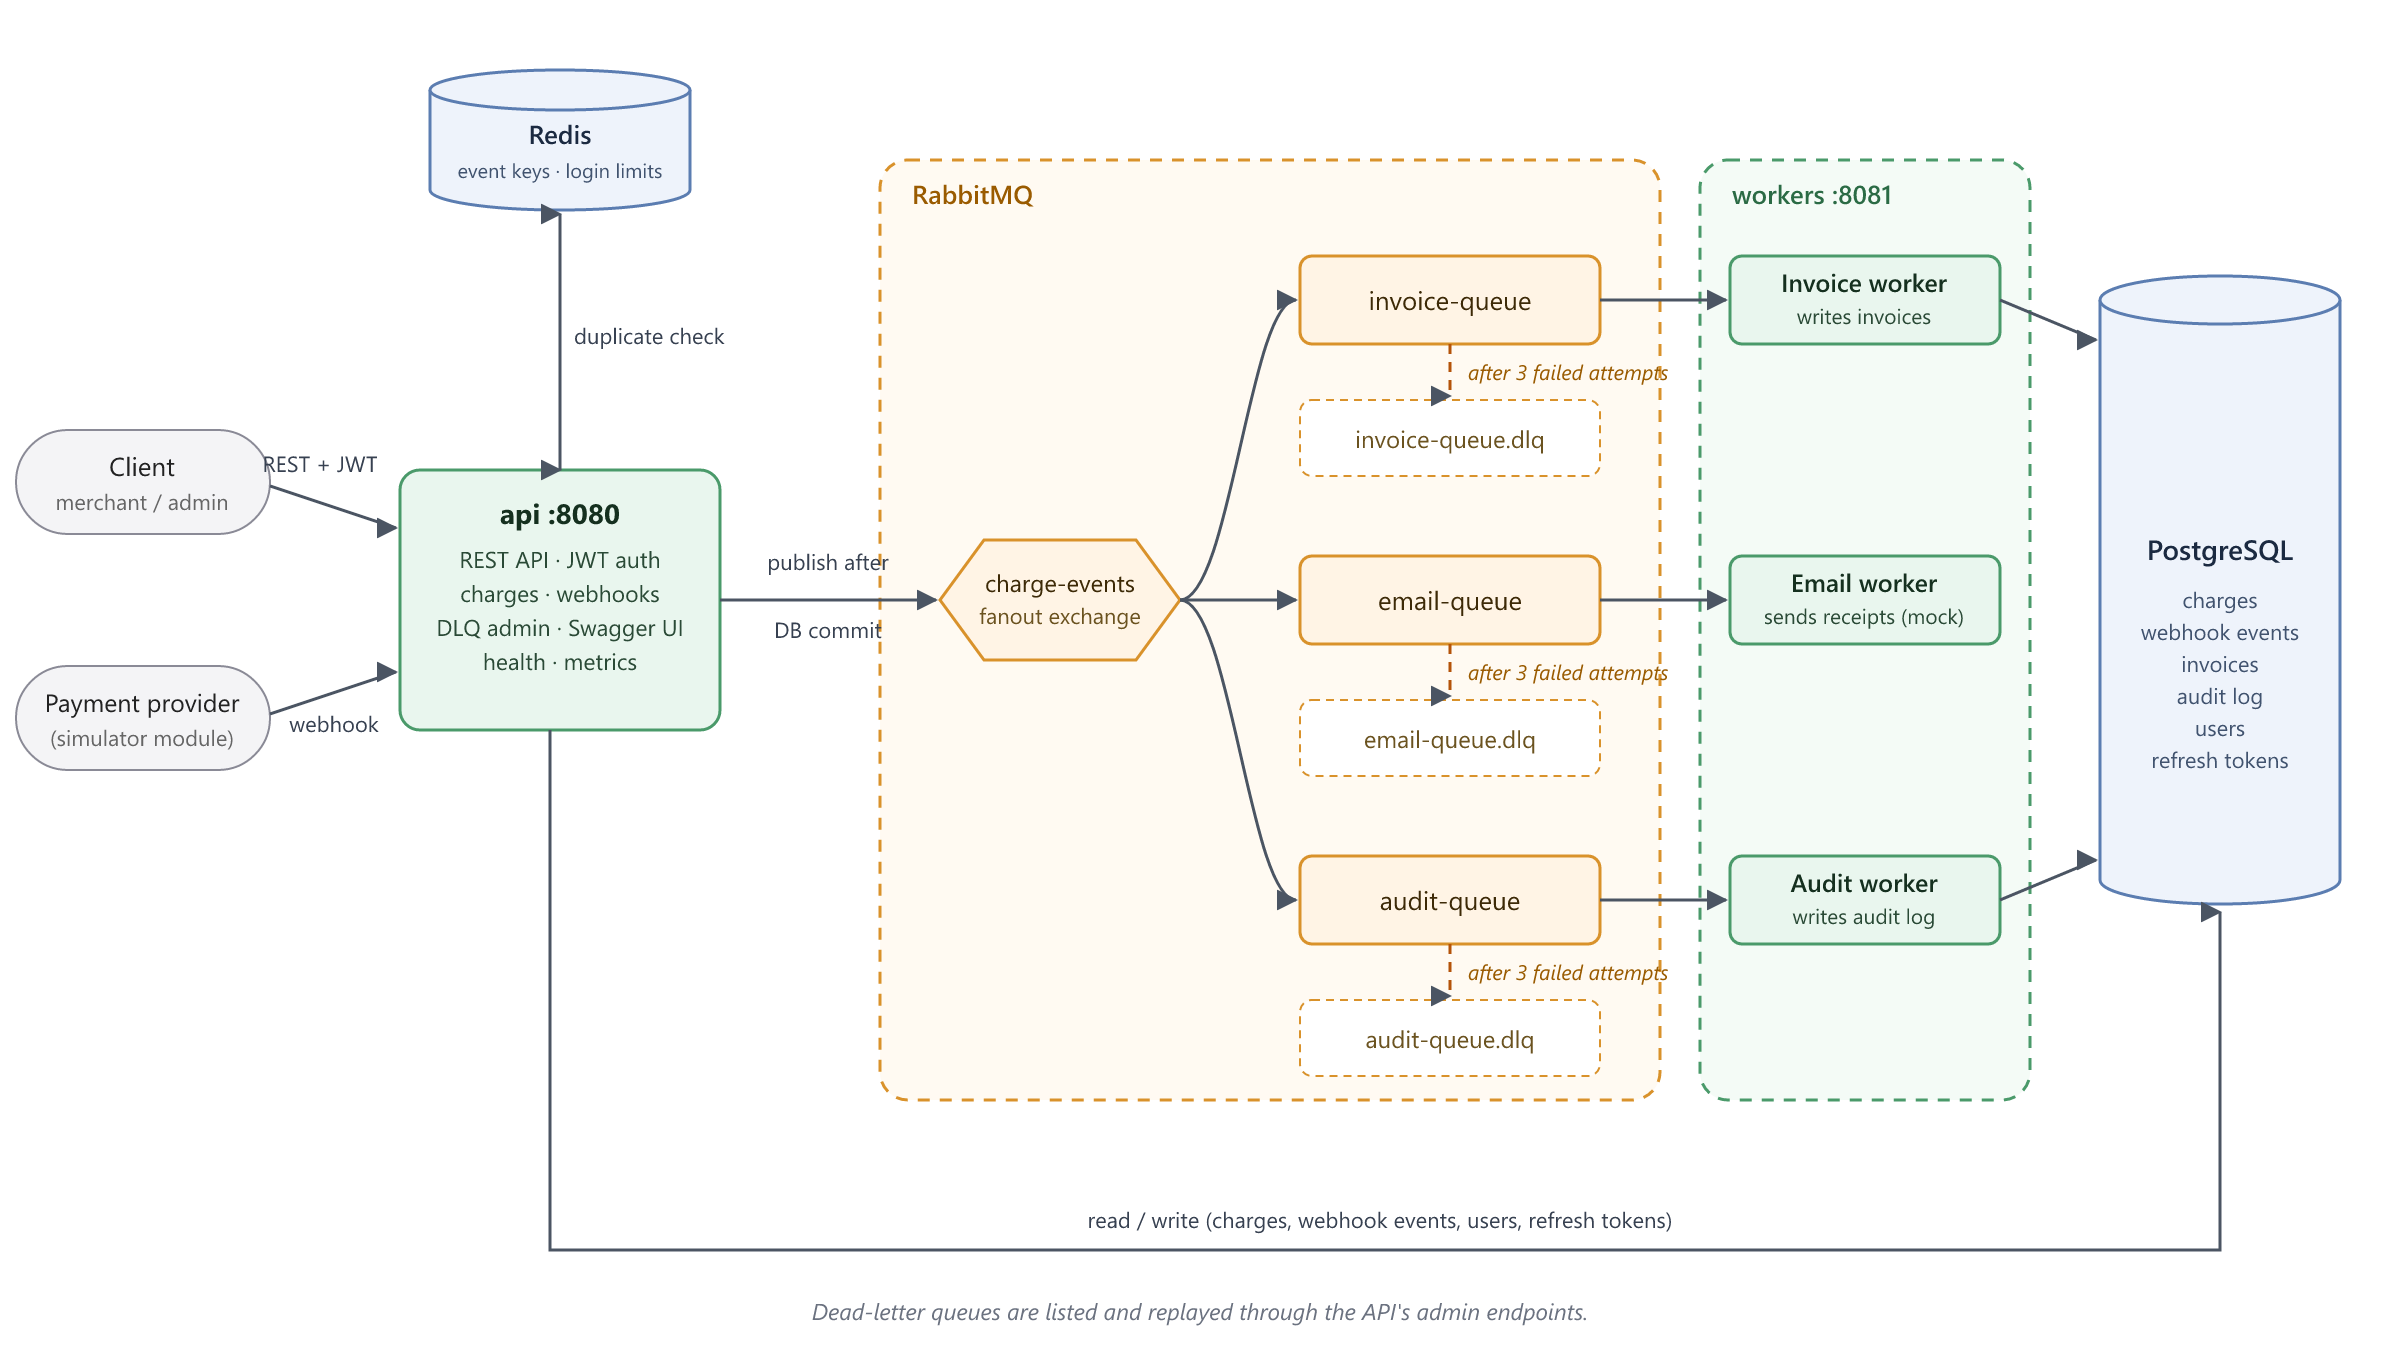 Redis
event keys · login limits
duplicate check
Client
merchant / admin
REST + JWT
Payment provider
(simulator module)
webhook
api :8080
REST API · JWT auth
charges · webhooks
DLQ admin · Swagger UI
health · metrics
publish after
DB commit
RabbitMQ
charge-events
fanout exchange
invoice-queue
after 3 failed attempts
invoice-queue.dlq
email-queue
after 3 failed attempts
email-queue.dlq
audit-queue
after 3 failed attempts
audit-queue.dlq
workers :8081
Invoice worker
writes invoices
Email worker
sends receipts (mock)
Audit worker
writes audit log
PostgreSQL
charges
webhook events
invoices
audit log
users
refresh tokens
read / write (charges, webhook events, users, refresh tokens)
Dead-letter queues are listed and replayed through the API's admin endpoints.